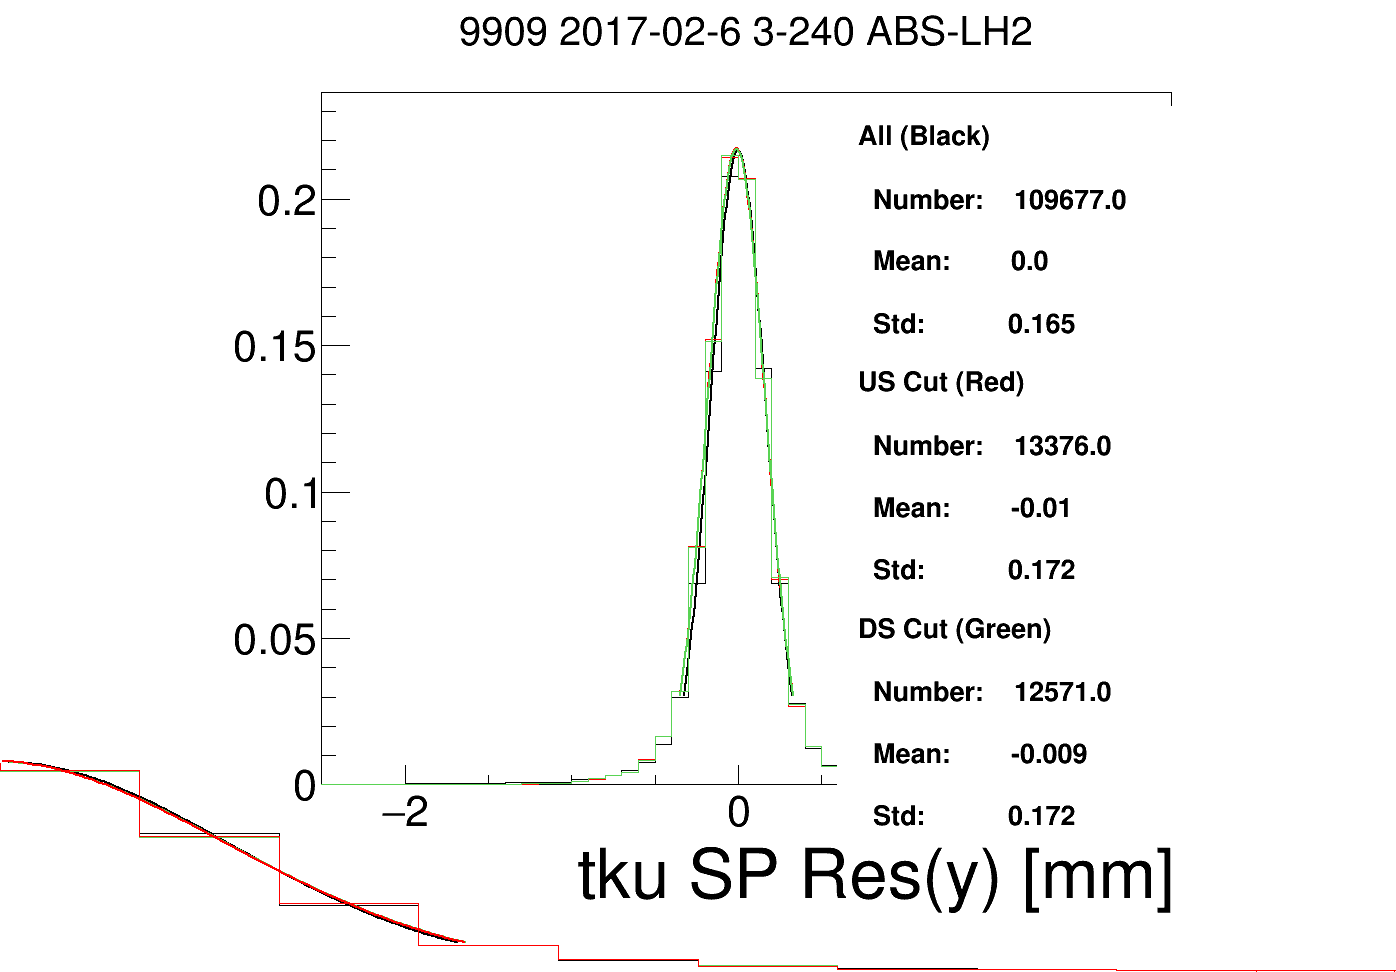 9909 2017-02-6 3-240 ABS-LH2
All (Black)
Number: 109677.0
Mean: 0.0
Std: 0.165
US Cut (Red)
Number: 13376.0
Mean: -0.01
Std: 0.172
DS Cut (Green)
Number: 12571.0
Mean: -0.009
Std: 0.172
0.2
0.15
0.1
0.05
0
−2 0
tku SP Res(y) [mm]